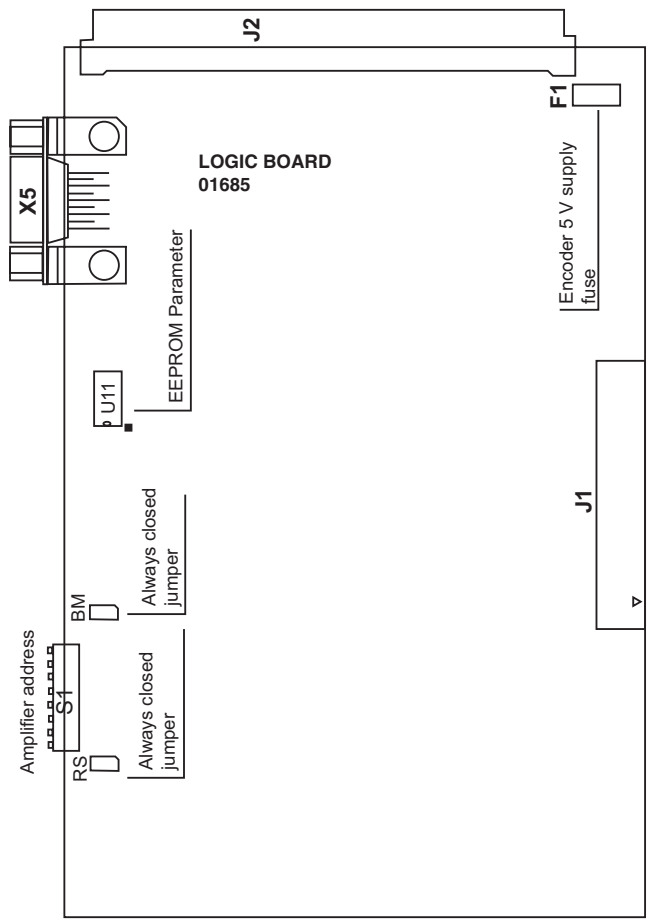 J2
F1
X5
LOGIC BOARD
01685
Encoder 5 V supply
fuse
EEPROM Parameter
U11
J1
Always closed
jumper
BM
Amplifier address
S1
Always closed
jumper
RS